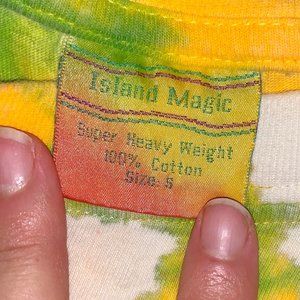 Island Magic
Super Heavy Weight
100% Cotton
Size: S